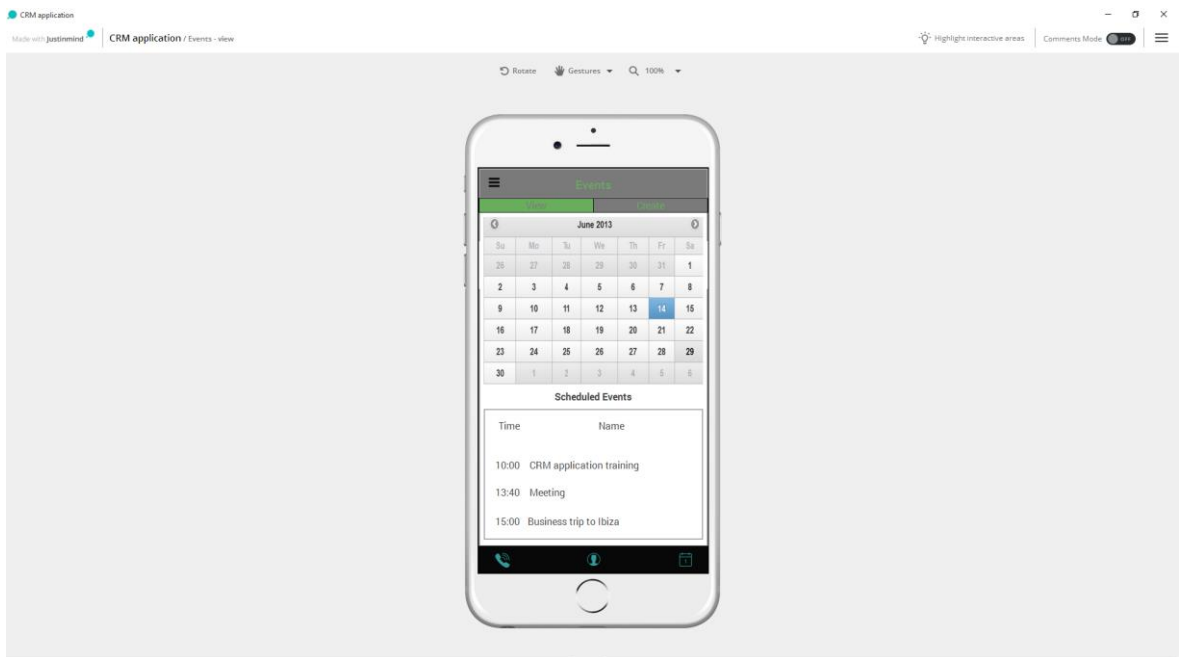 CRM application
Made with Justinmind
CRM application / Events - view
Highlight interactive areas
Comments Mode OFF
Rotate Gestures 100%
Events
View Create
June 2013
Su Mo Tu We Th Fr Sa
26 27 28 29 30 31 1
2 3 4 5 6 7 8
9 10 11 12 13 14 15
16 17 18 19 20 21 22
23 24 25 26 27 28 29
30 1 2 3 4 5 6
Scheduled Events
Time Name
10:00 CRM application training
13:40 Meeting
15:00 Business trip to Ibiza
1